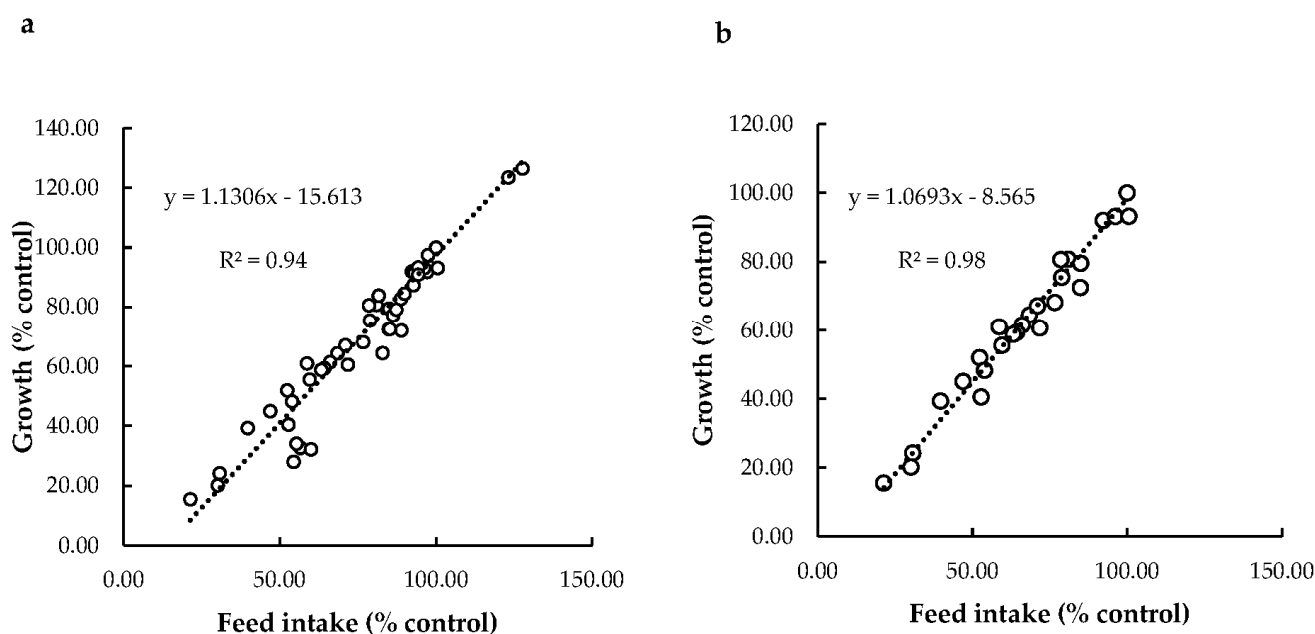 a
140.00
120.00
100.00
80.00
60.00
40.00
20.00
0.00
Growth (% control)
y = 1.1306x - 15.613
R² = 0.94
0.00 50.00 100.00 150.00
Feed intake (% control)
b
120.00
100.00
80.00
60.00
40.00
20.00
0.00
Growth (% control)
y = 1.0693x - 8.565
R² = 0.98
0.00 50.00 100.00 150.00
Feed intake (% control)